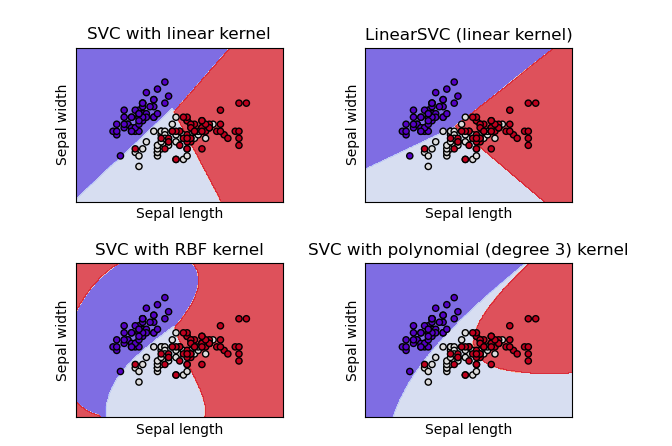 SVC with linear kernel
LinearSVC (linear kernel)
Sepal width
Sepal width
Sepal length
Sepal length
SVC with RBF kernel
SVC with polynomial (degree 3) kernel
Sepal width
Sepal width
Sepal length
Sepal length